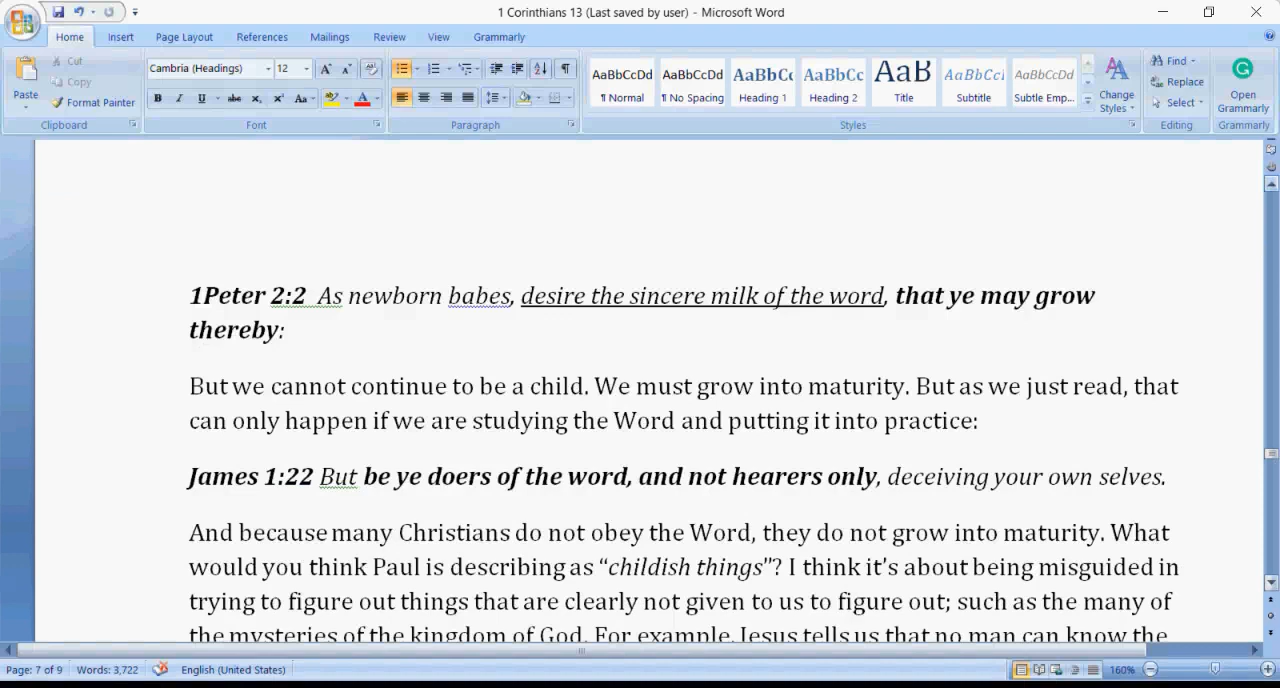 1 Corinthians 13 (Last saved by user) - Microsoft Word
Home Insert Page Layout References Mailings Review View Grammarly
Paste Cut Copy Format Painter
Clipboard
Cambria (Headings) 12
B I U abc x₂ x² Aa A
Font
Paragraph
AaBbCcDd AaBbCcDd AaBbCc AaBbCc AaB AaBbCcI AaBbCcDd
¶ Normal ¶ No Spacing Heading 1 Heading 2 Title Subtitle Subtle Emp...
Change Styles
Styles
Find
Replace
Select
Editing
Open Grammarly
Grammarly
1Peter 2:2 As newborn babes, desire the sincere milk of the word, that ye may grow
thereby:
But we cannot continue to be a child. We must grow into maturity. But as we just read, that
can only happen if we are studying the Word and putting it into practice:
James 1:22 But be ye doers of the word, and not hearers only, deceiving your own selves.
And because many Christians do not obey the Word, they do not grow into maturity. What
would you think Paul is describing as “childish things”? I think it's about being misguided in
trying to figure out things that are clearly not given to us to figure out; such as the many of
the mysteries of the kingdom of God. For example, Jesus tells us that no man can know the
Page: 7 of 9 Words: 3,722 English (United States) 160%